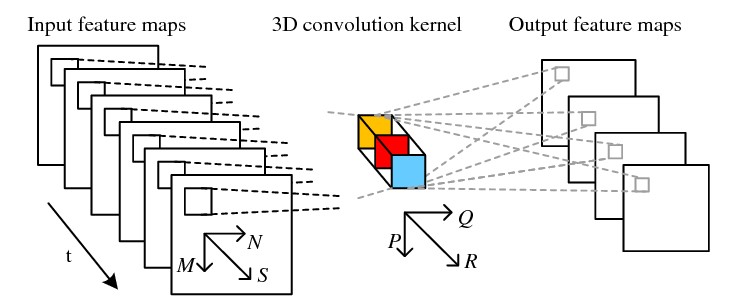 Input feature maps
3D convolution kernel
Output feature maps
t
N
M
S
Q
P
R